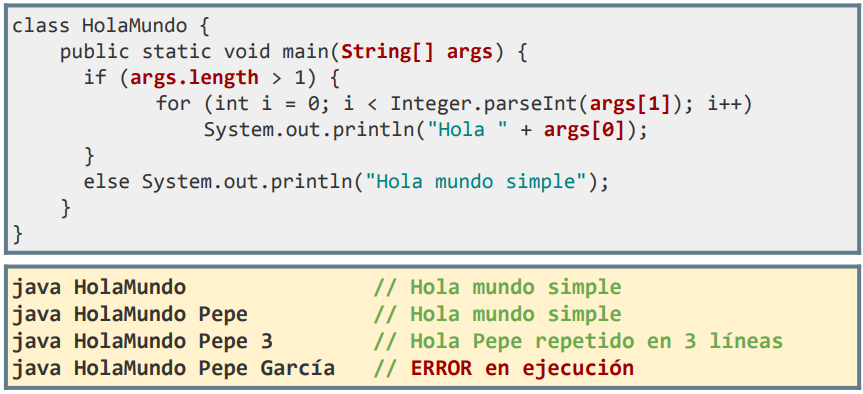 class HolaMundo {
    public static void main(String[] args) {
      if (args.length > 1) {
            for (int i = 0; i < Integer.parseInt(args[1]); i++)
                System.out.println("Hola " + args[0]);
      }
      else System.out.println("Hola mundo simple");
    }
}
java HolaMundo               // Hola mundo simple
java HolaMundo Pepe          // Hola mundo simple
java HolaMundo Pepe 3        // Hola Pepe repetido en 3 líneas
java HolaMundo Pepe García   // ERROR en ejecución